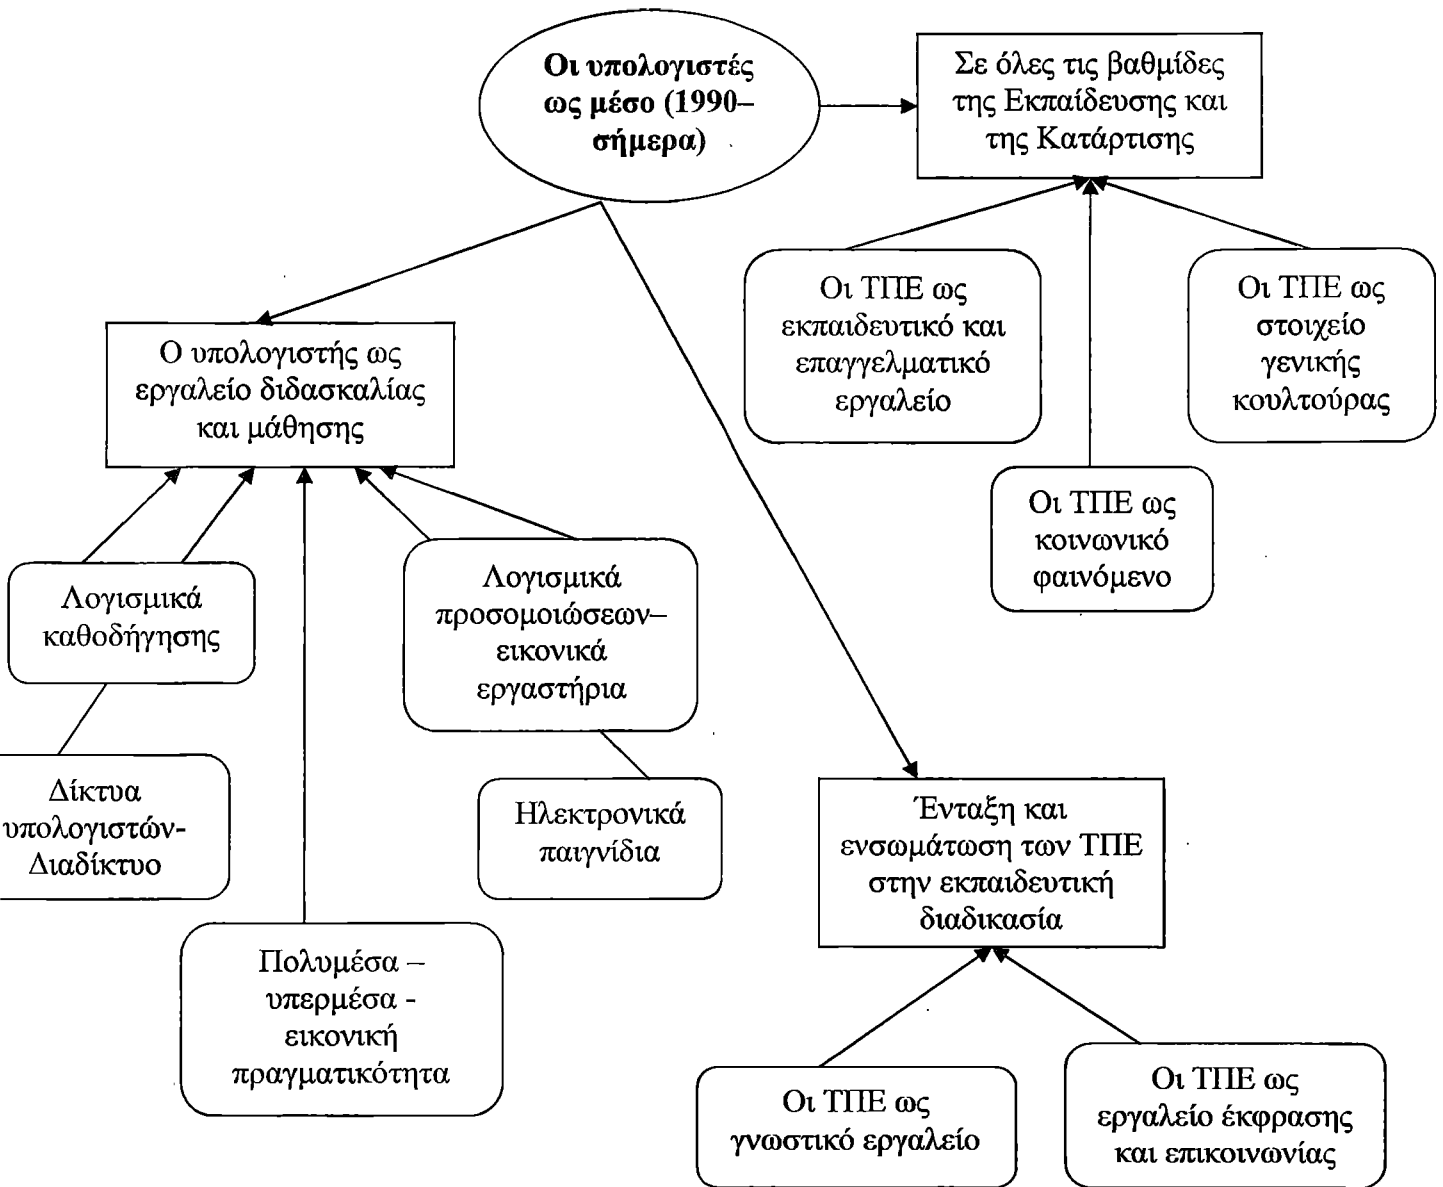 Οι υπολογιστές
ως μέσο (1990–
σήμερα)
Σε όλες τις βαθμίδες
της Εκπαίδευσης και
της Κατάρτισης
Οι ΤΠΕ ως
εκπαιδευτικό και
επαγγελματικό
εργαλείο
Οι ΤΠΕ ως
στοιχείο
γενικής
κουλτούρας
Ο υπολογιστής ως
εργαλείο διδασκαλίας
και μάθησης
Οι ΤΠΕ ως
κοινωνικό
φαινόμενο
Λογισμικά
καθοδήγησης
Λογισμικά
προσομοιώσεων–
εικονικά
εργαστήρια
Δίκτυα
υπολογιστών-
Διαδίκτυο
Ηλεκτρονικά
παιγνίδια
Ένταξη και
ενσωμάτωση των ΤΠΕ
στην εκπαιδευτική
διαδικασία
Πολυμέσα –
υπερμέσα -
εικονική
πραγματικότητα
Οι ΤΠΕ ως
γνωστικό εργαλείο
Οι ΤΠΕ ως
εργαλείο έκφρασης
και επικοινωνίας